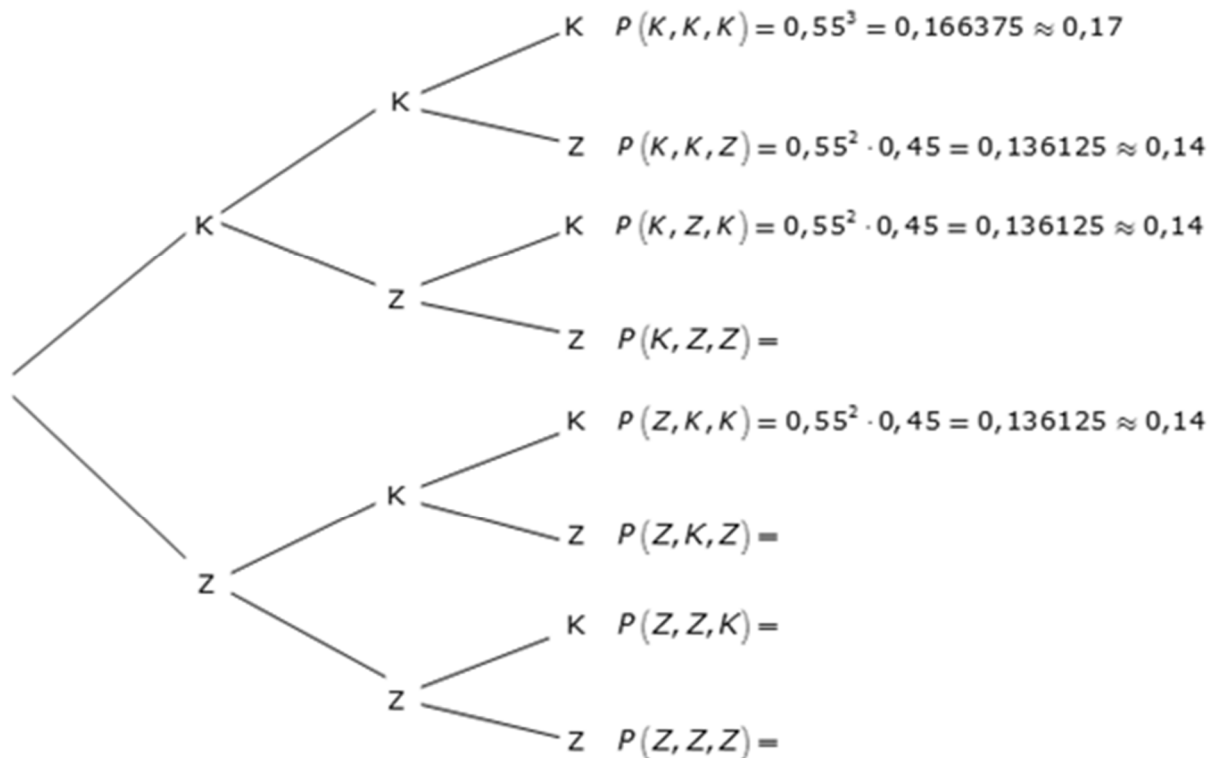 K P(K,K,K) = 0,55³ = 0,166375 ≈ 0,17
K
Z P(K,K,Z) = 0,55² · 0,45 = 0,136125 ≈ 0,14
K
K P(K,Z,K) = 0,55² · 0,45 = 0,136125 ≈ 0,14
Z
Z P(K,Z,Z) =
K P(Z,K,K) = 0,55² · 0,45 = 0,136125 ≈ 0,14
K
Z P(Z,K,Z) =
Z
K P(Z,Z,K) =
Z
Z P(Z,Z,Z) =